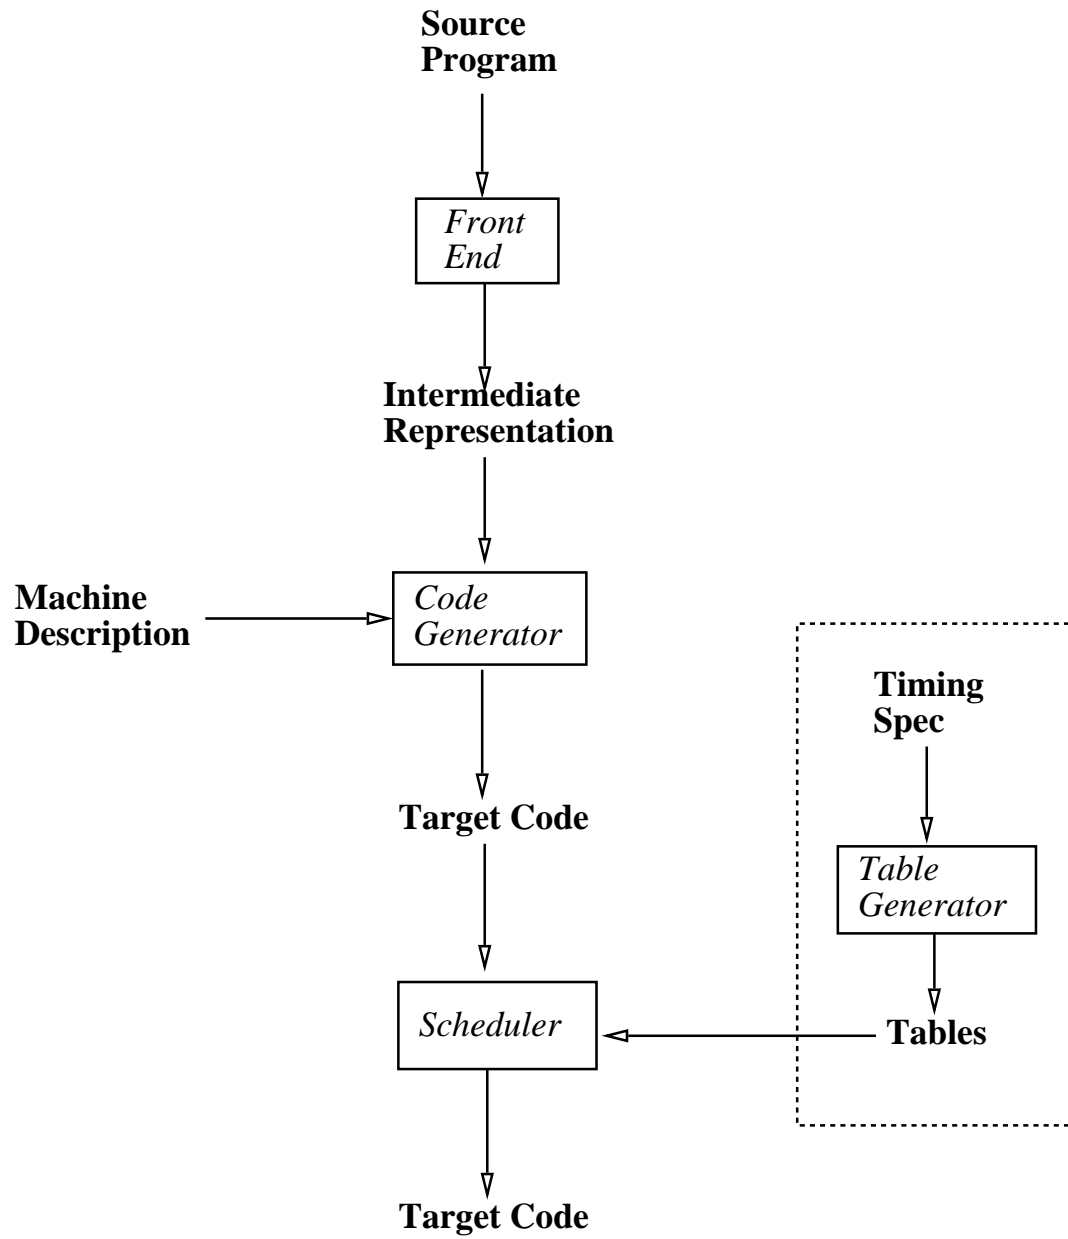 Source
Program
Front
End
Intermediate
Representation
Machine
Description
Code
Generator
Timing
Spec
Target Code
Table
Generator
Scheduler
Tables
Target Code